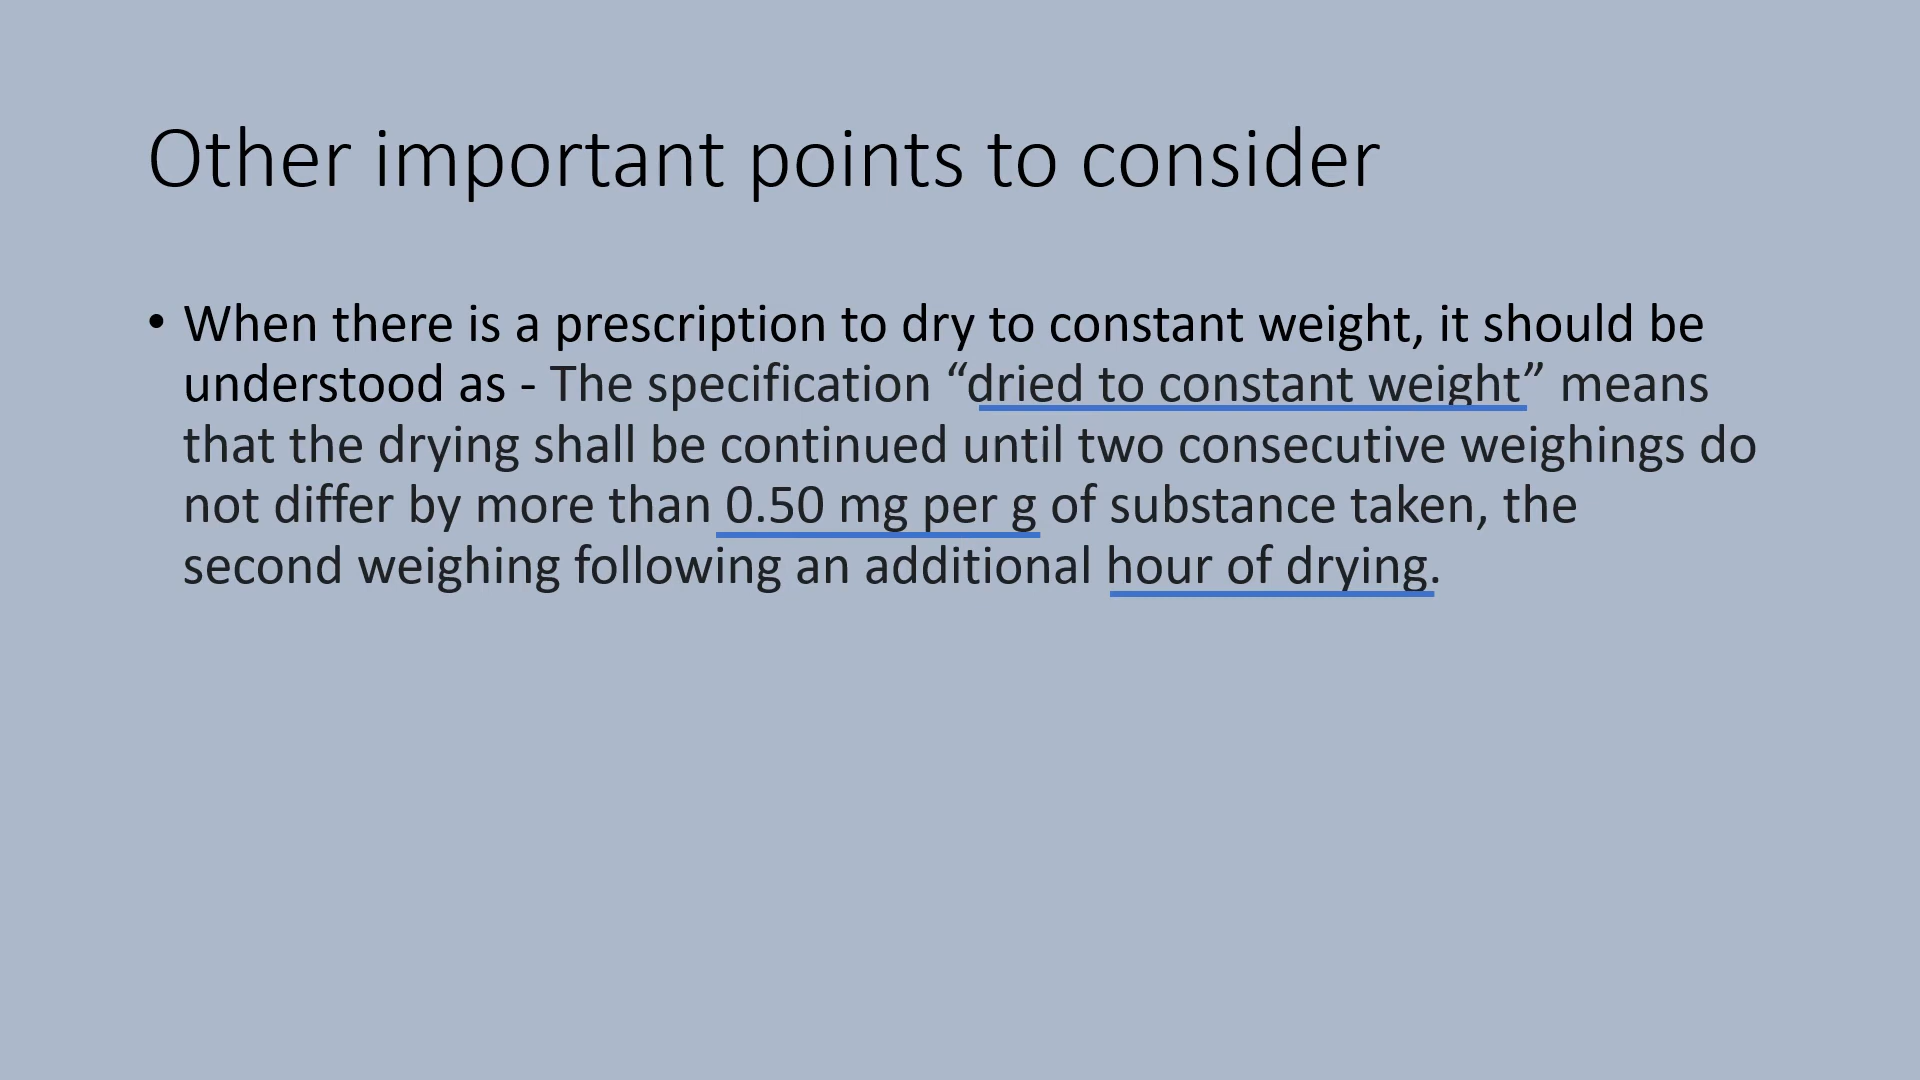 Other important points to consider
• When there is a prescription to dry to constant weight, it should be
understood as - The specification “dried to constant weight” means
that the drying shall be continued until two consecutive weighings do
not differ by more than 0.50 mg per g of substance taken, the
second weighing following an additional hour of drying.